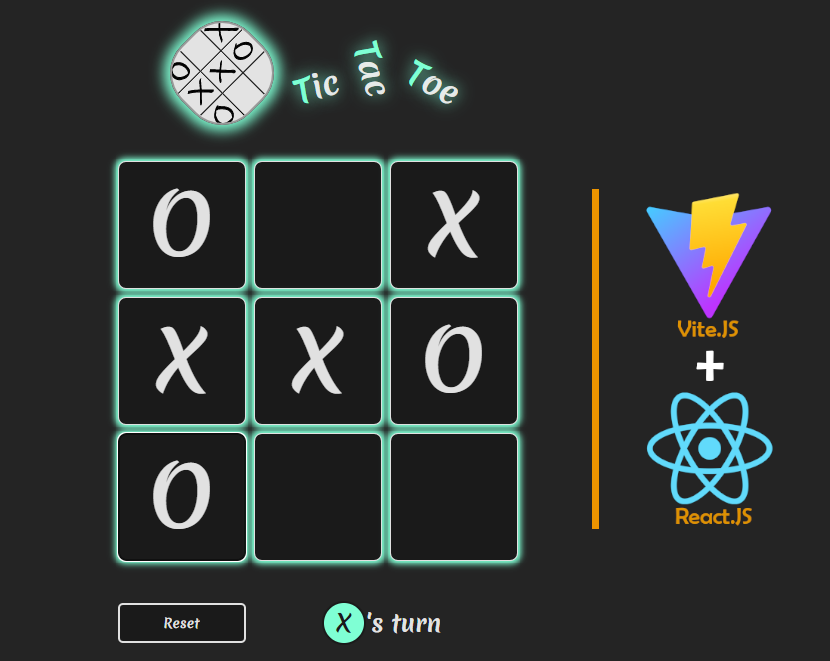 Tic Tac Toe
O X
X X O
O
Vite.JS
+
React.JS
Reset
X's turn